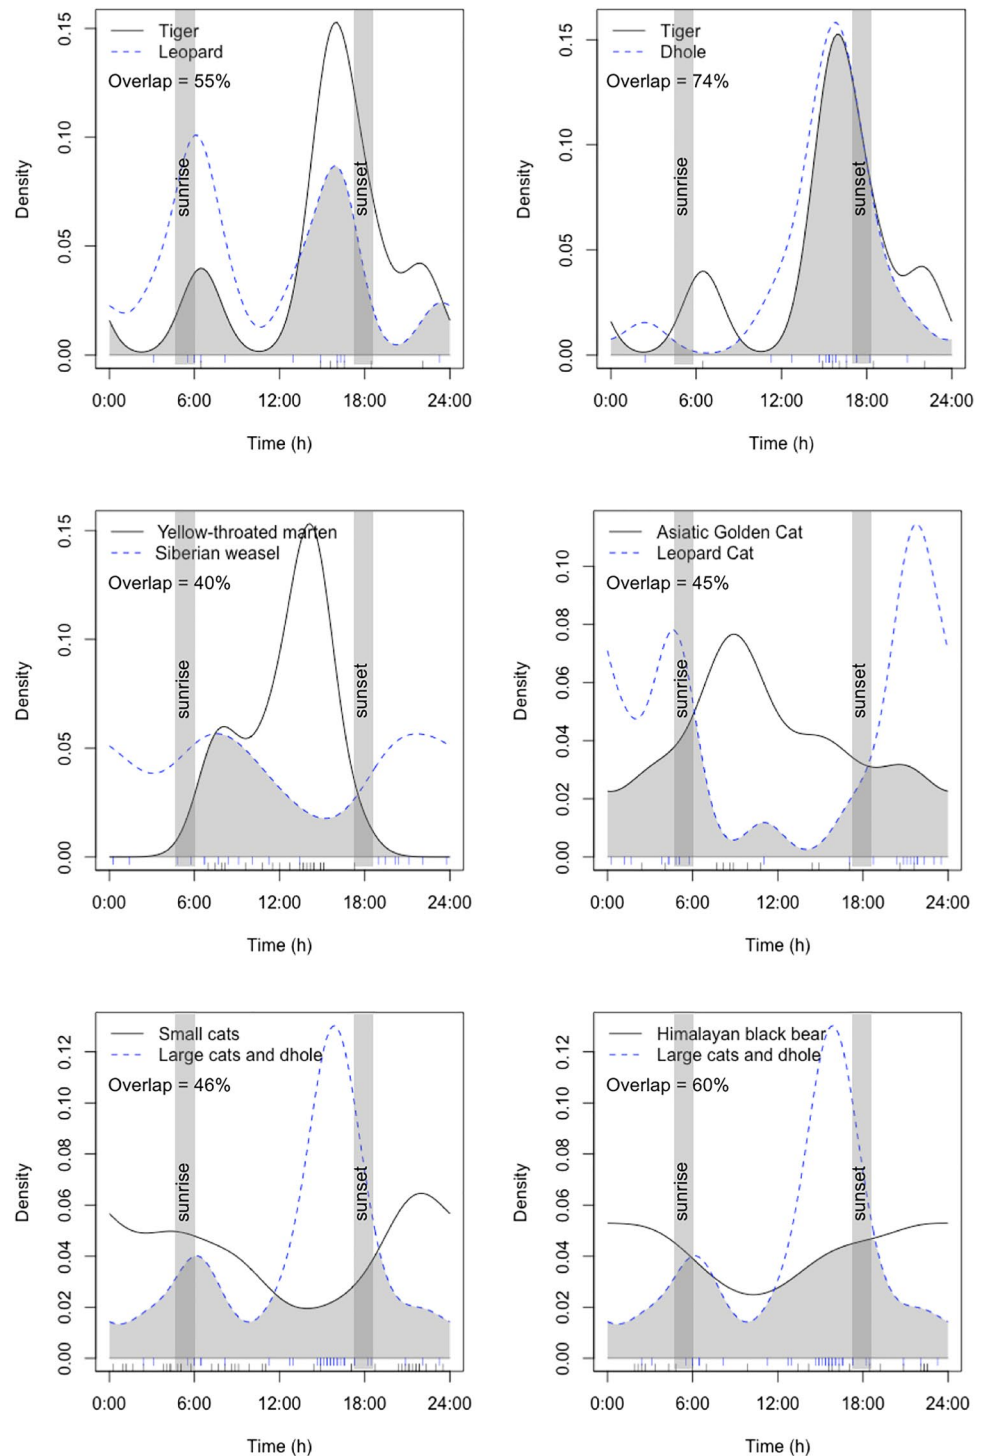 Tiger
Leopard
Overlap = 55%
Density
0.15
0.10
0.05
0.00
sunrise
sunset
0:00 6:00 12:00 18:00 24:00
Time (h)
Tiger
Dhole
Overlap = 74%
Density
0.15
0.10
0.05
0.00
sunrise
sunset
0:00 6:00 12:00 18:00 24:00
Time (h)
Yellow-throated marten
Siberian weasel
Overlap = 40%
Density
0.15
0.10
0.05
0.00
sunrise
sunset
0:00 6:00 12:00 18:00 24:00
Time (h)
Asiatic Golden Cat
Leopard Cat
Overlap = 45%
Density
0.10
0.08
0.06
0.04
0.02
0.00
sunrise
sunset
0:00 6:00 12:00 18:00 24:00
Time (h)
Small cats
Large cats and dhole
Overlap = 46%
Density
0.12
0.10
0.08
0.06
0.04
0.02
0.00
sunrise
sunset
0:00 6:00 12:00 18:00 24:00
Time (h)
Himalayan black bear
Large cats and dhole
Overlap = 60%
Density
0.12
0.10
0.08
0.06
0.04
0.02
0.00
sunrise
sunset
0:00 6:00 12:00 18:00 24:00
Time (h)